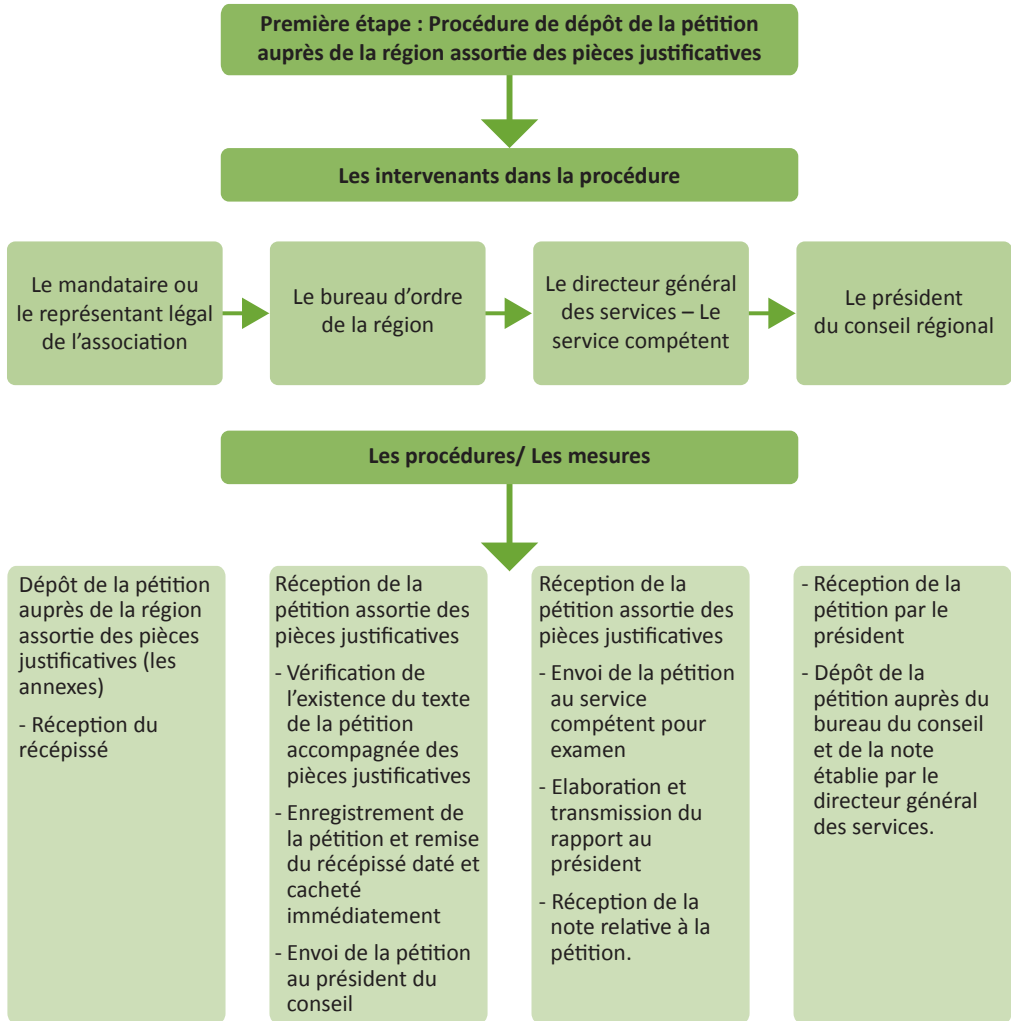 Première étape : Procédure de dépôt de la pétition
auprès de la région assortie des pièces justificatives
Les intervenants dans la procédure
Le mandataire ou
le représentant légal
de l’association
Le bureau d’ordre
de la région
Le directeur général
des services – Le
service compétent
Le président
du conseil régional
Les procédures/ Les mesures
Dépôt de la pétition
auprès de la région
assortie des pièces
justificatives (les
annexes)
- Réception du
récépissé
Réception de la
pétition assortie des
pièces justificatives
- Vérification de
l’existence du texte
de la pétition
accompagnée des
pièces justificatives
- Enregistrement de
la pétition et remise
du récépissé daté et
cacheté
immédiatement
- Envoi de la pétition
au président du
conseil
Réception de la
pétition assortie des
pièces justificatives
- Envoi de la pétition
au service
compétent pour
examen
- Elaboration et
transmission du
rapport au
président
- Réception de la
note relative à la
pétition.
- Réception de la
pétition par le
président
- Dépôt de la
pétition auprès du
bureau du conseil
et de la note
établie par le
directeur général
des services.